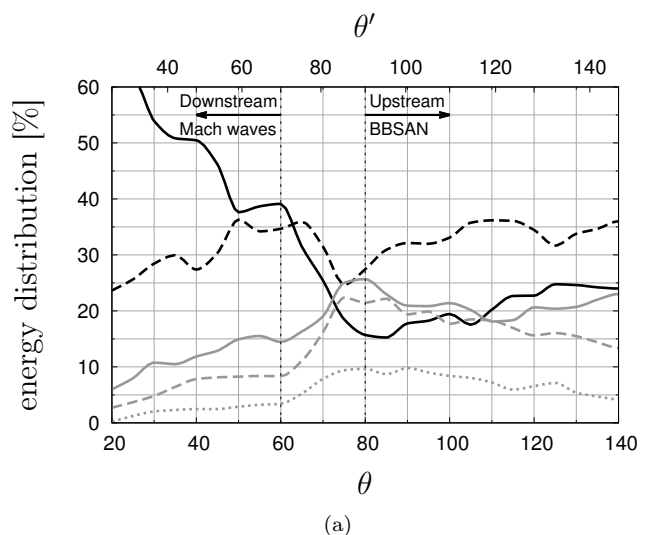 θ′
40 60 80 100 120 140
60
Downstream Upstream
Mach waves BBSAN
50
40
30
20
10
0
energy distribution [%]
20 40 60 80 100 120 140
θ
(a)